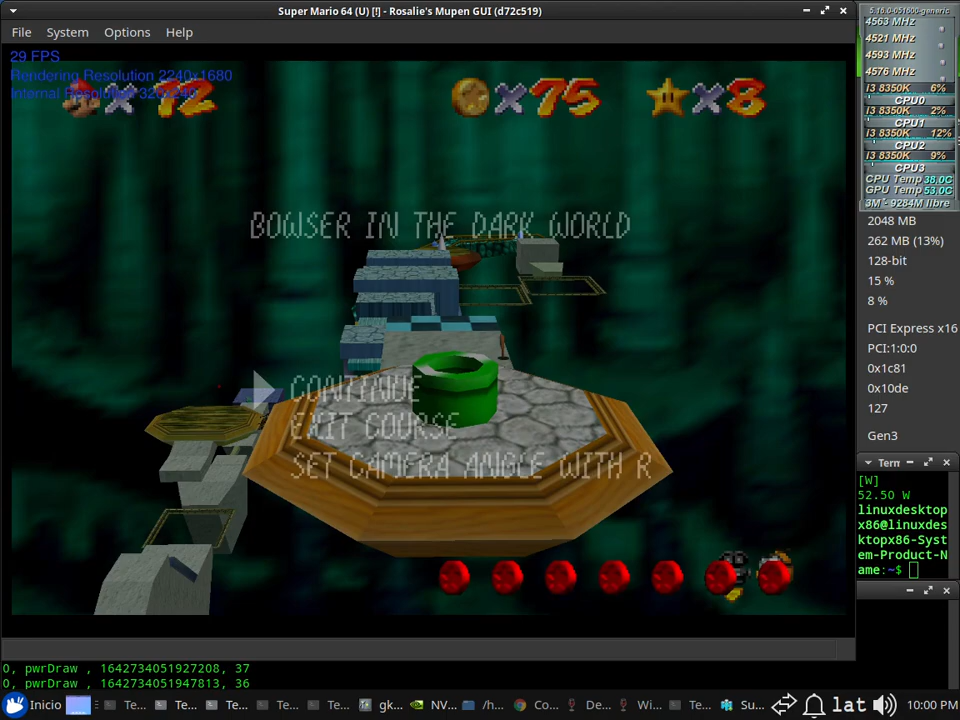 Super Mario 64 (U) [!] - Rosalie's Mupen GUI (d72c519)
File System Options Help
29 FPS
Rendering Resolution 2240x1680
Internal Resolution 320x240
x 12
x 75
x 8
BOWSER IN THE DARK WORLD
CONTINUE
EXIT COURSE
SET CAMERA ANGLE WITH R
5.16.0-051600-generic
4563 MHz
4521 MHz
4593 MHz
4576 MHz
I3 8350K 6%
CPU0
I3 8350K 2%
CPU1
I3 8350K 12%
CPU2
I3 8350K 9%
CPU3
CPU Temp 38.0C
GPU Temp 53.0C
3M - 9284M libre
2048 MB
262 MB (13%)
128-bit
15 %
8 %
PCI Express x16
PCI:1:0:0
0x1c81
0x10de
127
Gen3
Tern
[W]
52.50 W
linuxdesktop
x86@linuxdes
ktopx86-Sys
em-Product-N
ame:~$
0, pwrDraw , 1642734051927208, 37
0, pwrDraw , 1642734051947813, 36
Inicio Te... Te... Te... Te... Te... gk... NV... /h... Co... De... Wi... Te... Su... lat 10:00 PM